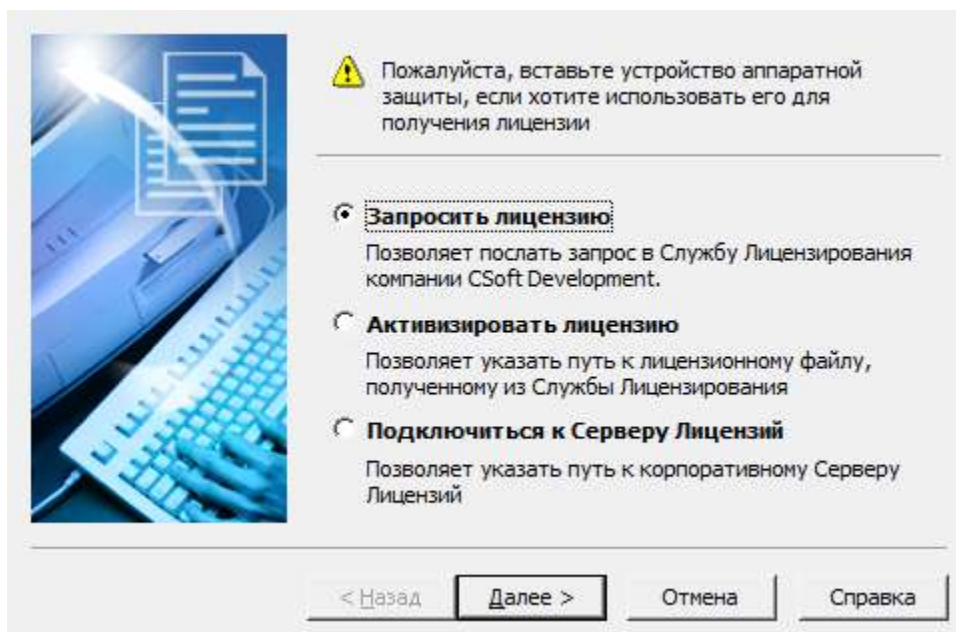 Пожалуйста, вставьте устройство аппаратной
защиты, если хотите использовать его для
получения лицензии
Запросить лицензию
Позволяет послать запрос в Службу Лицензирования
компании CSoft Development.
Активизировать лицензию
Позволяет указать путь к лицензионному файлу,
полученному из Службы Лицензирования
Подключиться к Серверу Лицензий
Позволяет указать путь к корпоративному Серверу
Лицензий
< Назад Далее > Отмена Справка